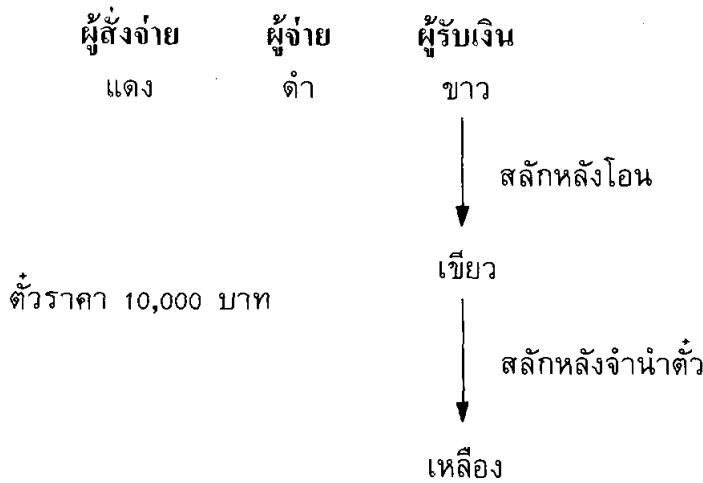 ผู้สั่งจ่าย ผู้จ่าย ผู้รับเงิน
แดง ดำ ขาว
สลักหลังโอน
เขียว
ตั๋วราคา 10,000 บาท
สลักหลังจำนำตั๋ว
เหลือง